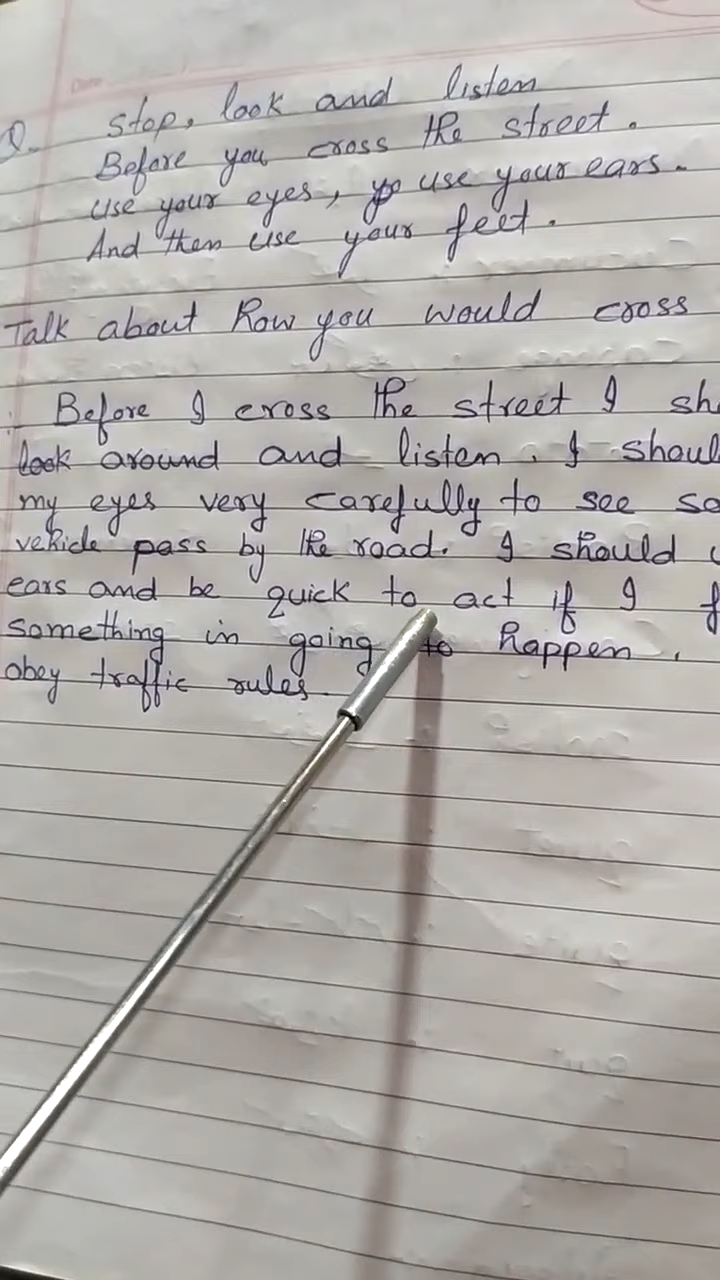 Q. Stop, look and listen
Before you cross the street.
Use your eyes, use your ears.
And then use your feet.
Talk about how you would cross
Before I cross the street I
look around and listen. I
my eyes very carefully to see
vehicle pass by the road. I should
ears and be quick to act if I
something in going to happen.
obey traffic rules.